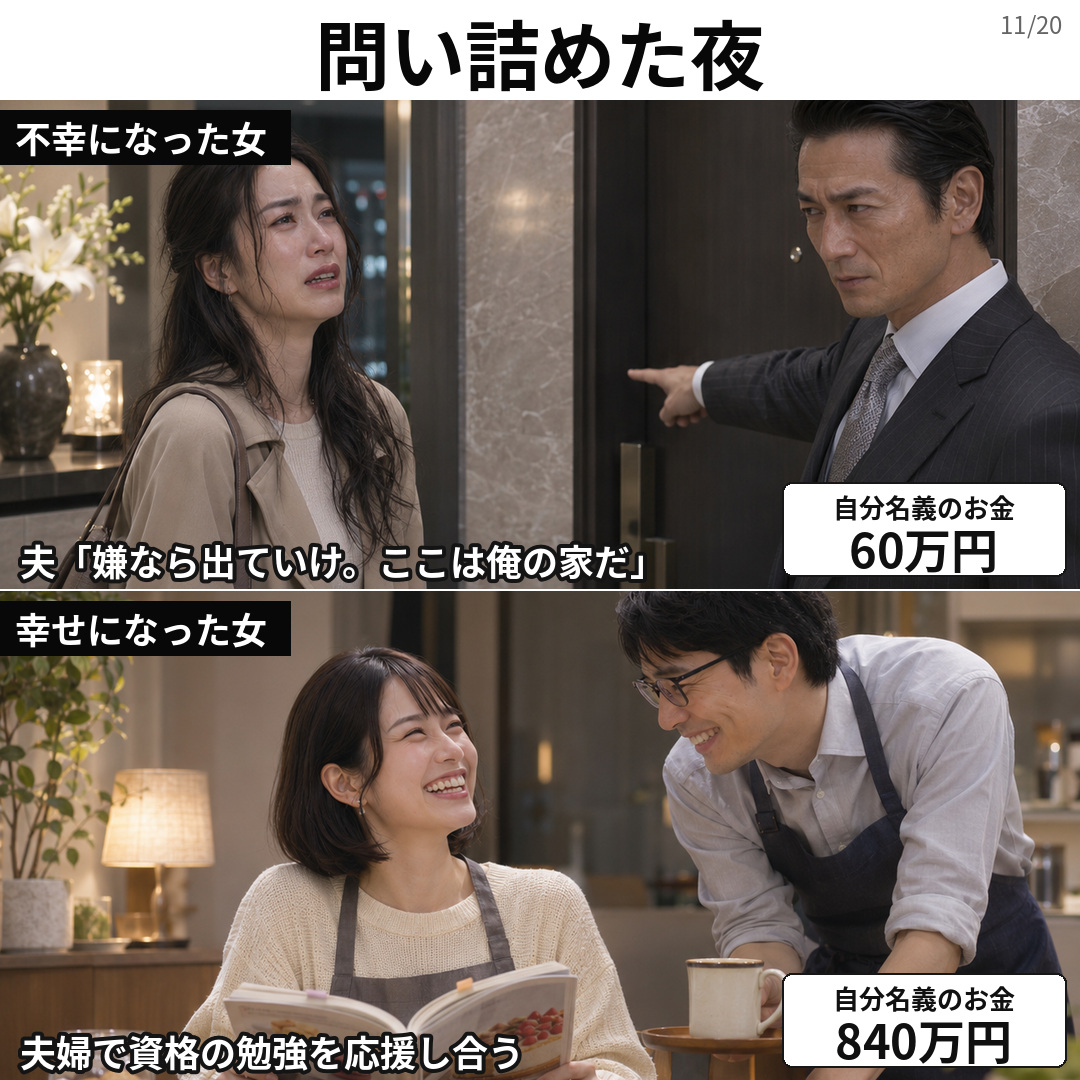 問い詰めた夜
11/20
不幸になった女
夫「嫌なら出ていけ。ここは俺の家だ」
自分名義のお金
60万円
幸せになった女
夫婦で資格の勉強を応援し合う
自分名義のお金
840万円